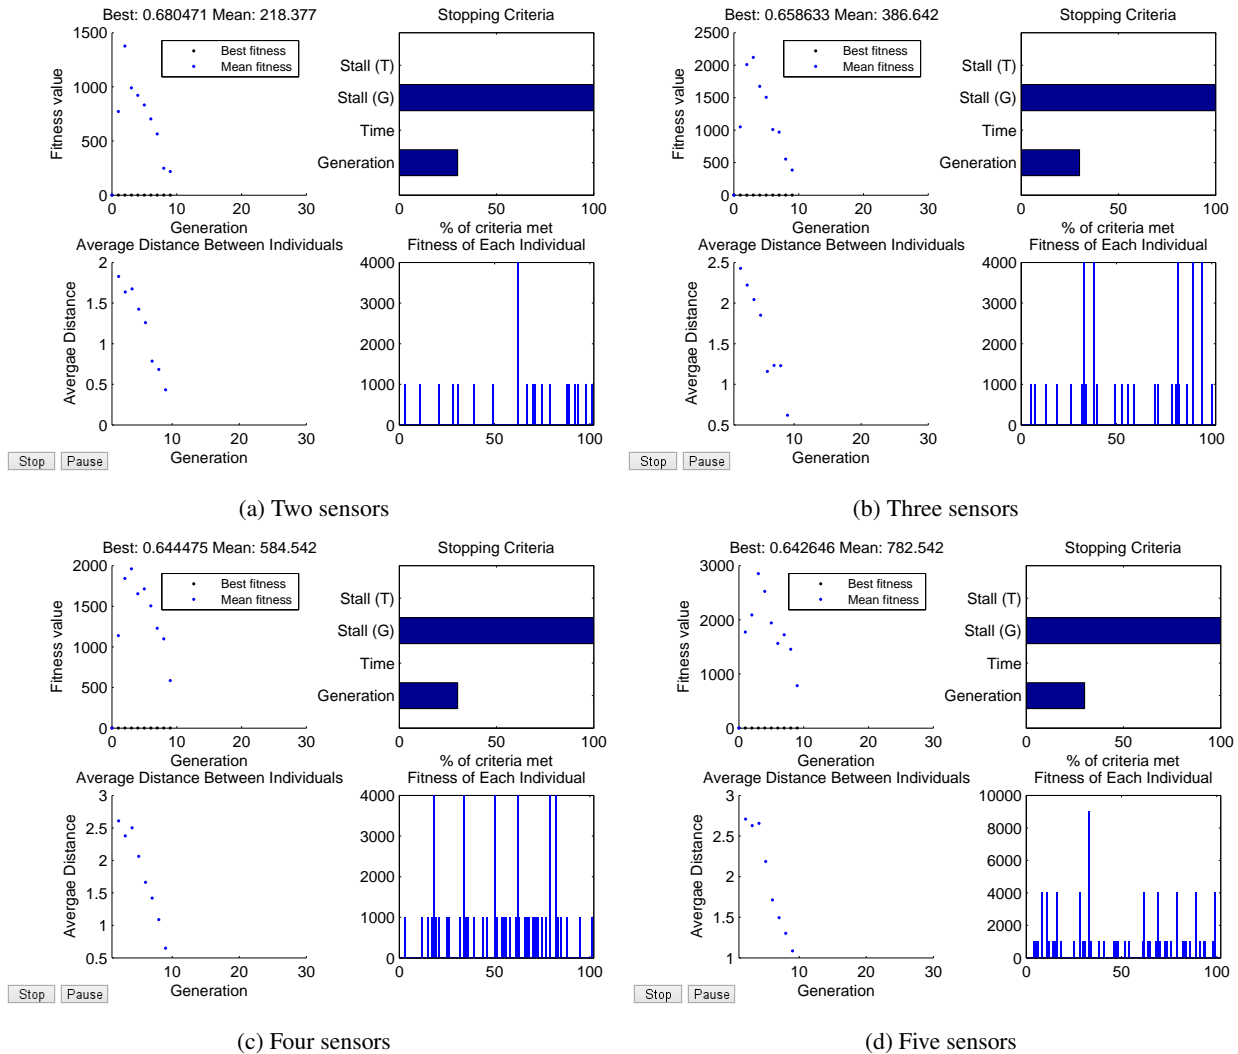 Best: 0.680471 Mean: 218.377
1500
1000
500
0
Fitness value
Best fitness
Mean fitness
0 10 20 30
Generation
Stopping Criteria
Stall (T)
Stall (G)
Time
Generation
0 50 100
% of criteria met
Average Distance Between Individuals
2
1.5
1
0.5
0
Avergae Distance
0 10 20 30
Generation
Fitness of Each Individual
4000
3000
2000
1000
0
0 50 100
Stop Pause
(a) Two sensors
Best: 0.658633 Mean: 386.642
2500
2000
1500
1000
500
0
Fitness value
Best fitness
Mean fitness
0 10 20 30
Generation
Stopping Criteria
Stall (T)
Stall (G)
Time
Generation
0 50 100
% of criteria met
Average Distance Between Individuals
2.5
2
1.5
1
0.5
Avergae Distance
0 10 20 30
Generation
Fitness of Each Individual
4000
3000
2000
1000
0
0 50 100
Stop Pause
(b) Three sensors
Best: 0.644475 Mean: 584.542
2000
1500
1000
500
0
Fitness value
Best fitness
Mean fitness
0 10 20 30
Generation
Stopping Criteria
Stall (T)
Stall (G)
Time
Generation
0 50 100
% of criteria met
Average Distance Between Individuals
3
2.5
2
1.5
1
0.5
Avergae Distance
0 10 20 30
Generation
Fitness of Each Individual
4000
3000
2000
1000
0
0 50 100
Stop Pause
(c) Four sensors
Best: 0.642646 Mean: 782.542
3000
2000
1000
0
Fitness value
Best fitness
Mean fitness
0 10 20 30
Generation
Stopping Criteria
Stall (T)
Stall (G)
Time
Generation
0 50 100
% of criteria met
Average Distance Between Individuals
3
2.5
2
1.5
1
Avergae Distance
0 10 20 30
Generation
Fitness of Each Individual
10000
8000
6000
4000
2000
0
0 50 100
Stop Pause
(d) Five sensors